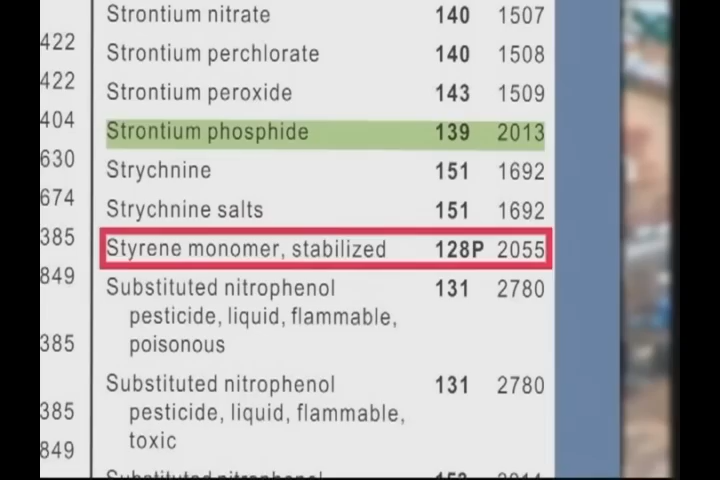 422
422
404
630
674
385
849
385
385
849
Strontium nitrate 140 1507
Strontium perchlorate 140 1508
Strontium peroxide 143 1509
Strontium phosphide 139 2013
Strychnine 151 1692
Strychnine salts 151 1692
Styrene monomer, stabilized 128P 2055
Substituted nitrophenol 131 2780
pesticide, liquid, flammable,
poisonous
Substituted nitrophenol 131 2780
pesticide, liquid, flammable,
toxic